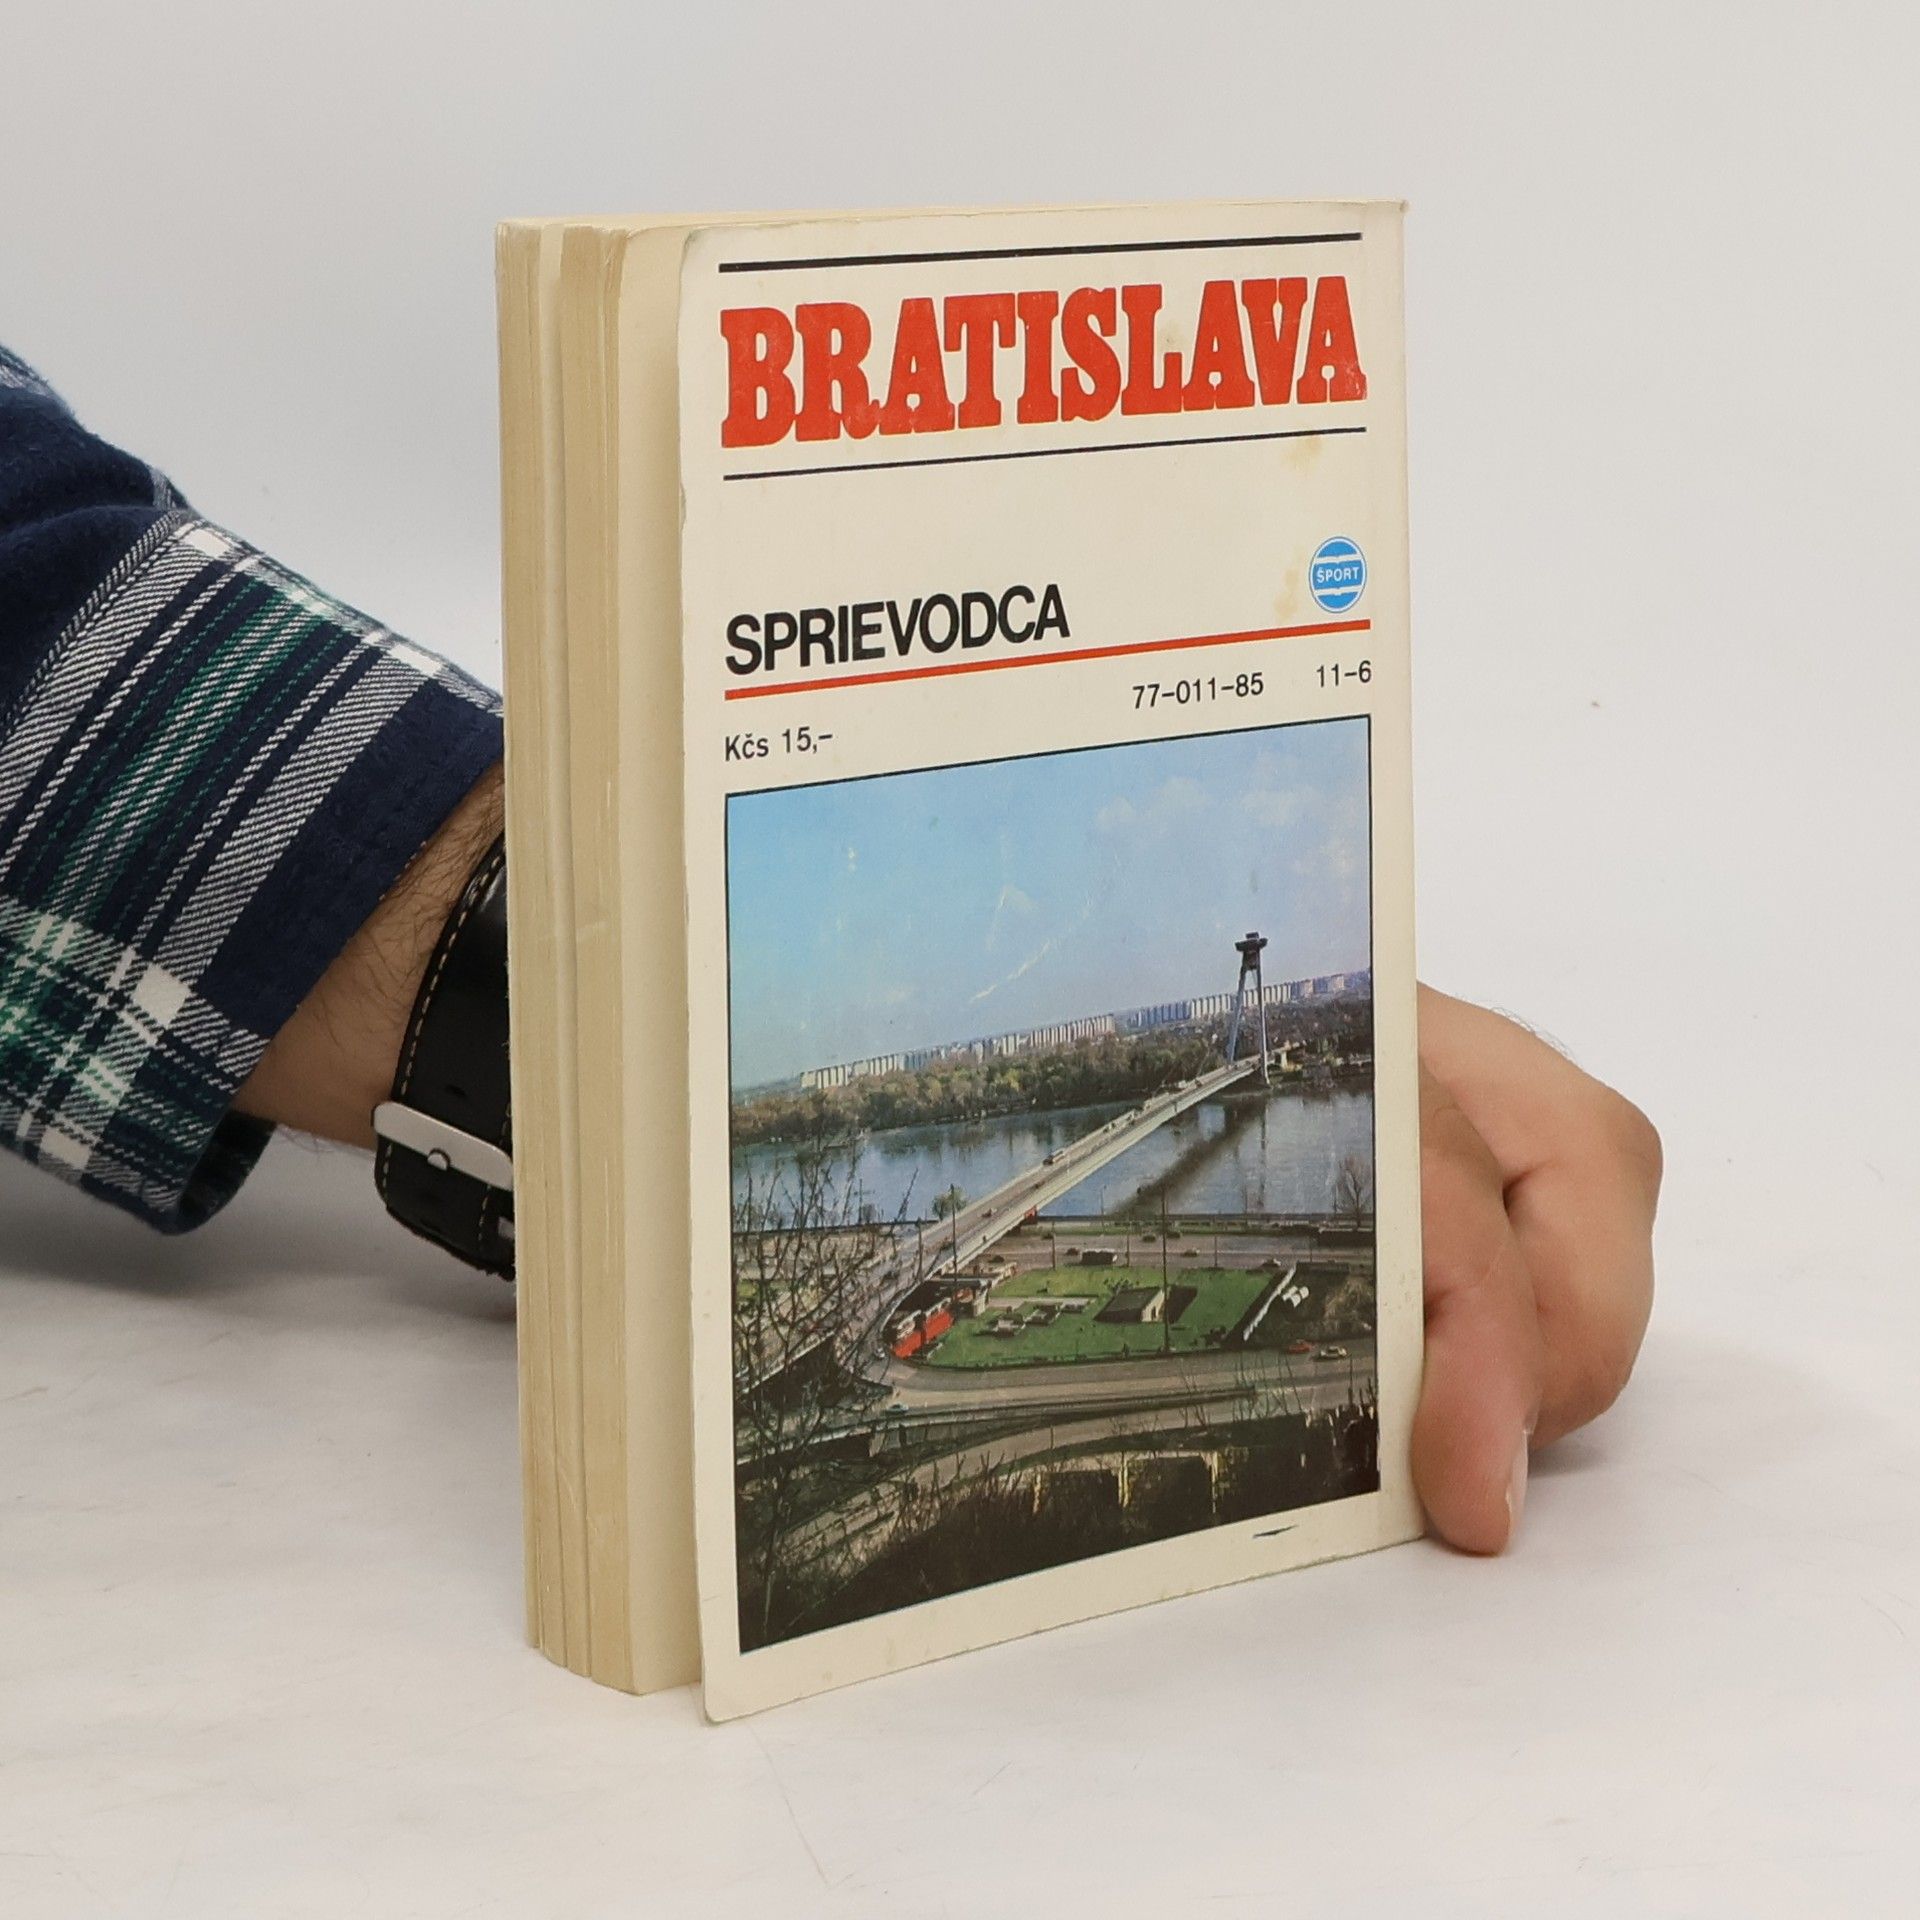 BRATISLAVA
ŠPORT
SPRIEVODCA
77-011-85 11-6
Kčs 15,-